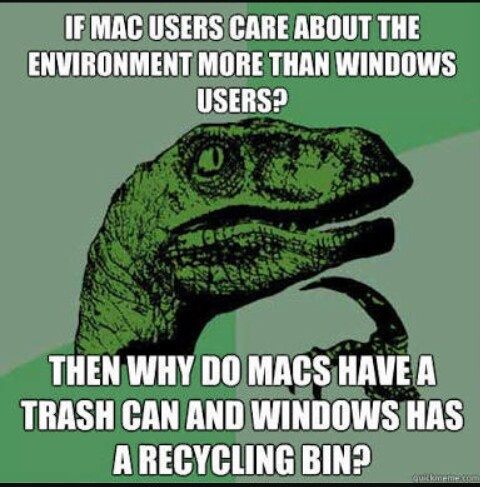 IF MAC USERS CARE ABOUT THE
ENVIRONMENT MORE THAN WINDOWS
USERS?
THEN WHY DO MACS HAVE A
TRASH CAN AND WINDOWS HAS
A RECYCLING BIN?
quickmeme.com